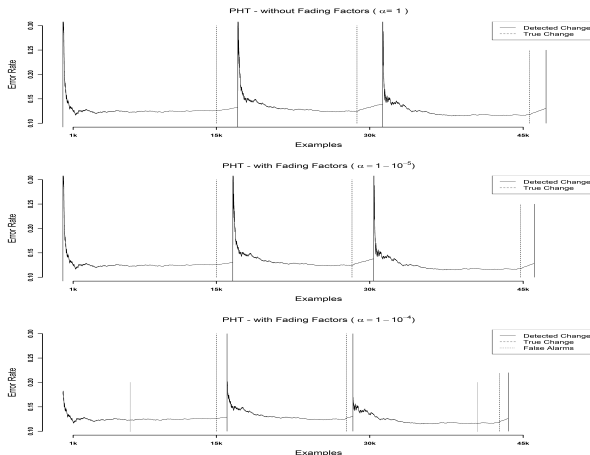 PHT - without Fading Factors ( α= 1 )
Detected Change
True Change
Error Rate
0.10 0.15 0.20 0.25 0.30
1k 15k 30k 45k
Examples
PHT - with Fading Factors ( α = 1 − 10⁻⁵)
Detected Change
True Change
Error Rate
0.10 0.15 0.20 0.25 0.30
1k 15k 30k 45k
Examples
PHT - with Fading Factors ( α = 1 − 10⁻⁴)
Detected Change
True Change
False Alarms
Error Rate
0.10 0.15 0.20 0.25 0.30
1k 15k 30k 45k
Examples